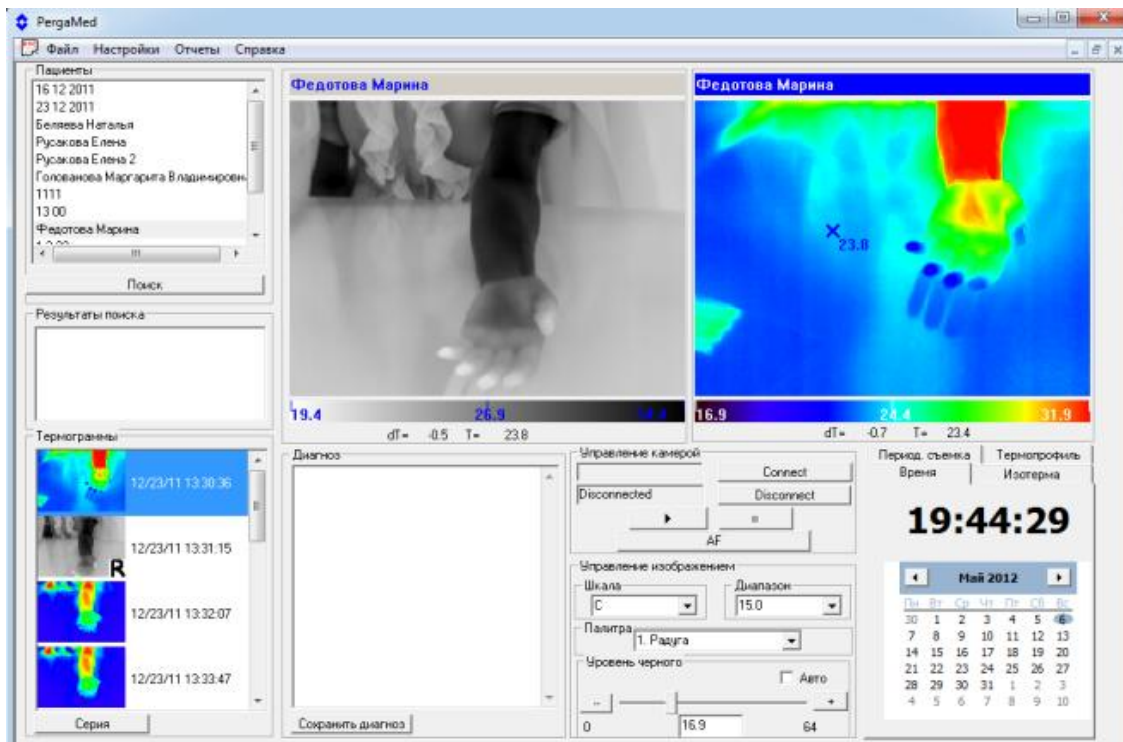 PergaMed
Файл Настройки Отчеты Справка
Пациенты
16 12 2011
23 12 2011
Беляева Наталья
Русакова Елена
Русакова Елена 2
Голованова Маргарита Владимировн
1111
13 00
Федотова Марина
Поиск
Результаты поиска
Термограммы
12/23/11 13:30:36
R
12/23/11 13:31:15
12/23/11 13:32:07
12/23/11 13:33:47
Серия
Федотова Марина
19.4 26.9
dT= -0.5 T= 23.8
Федотова Марина
23.8
16.9 24.4 31.9
dT= -0.7 T= 23.4
Диагноз
Сохранить диагноз
Управление камерой
Connect
Disconnected Disconnect
AF
Управление изображением
Шкала Диапазон
C 15.0
Палитра 1. Радуга
Уровень черного
Авто
- +
0 16.9 64
Период. съемка Термопрофиль
Время Изотерма
19:44:29
Май 2012
Пн Вт Ср Чт Пт Сб Вс
30 1 2 3 4 5 6
7 8 9 10 11 12 13
14 15 16 17 18 19 20
21 22 23 24 25 26 27
28 29 30 31 1 2 3
4 5 6 7 8 9 10